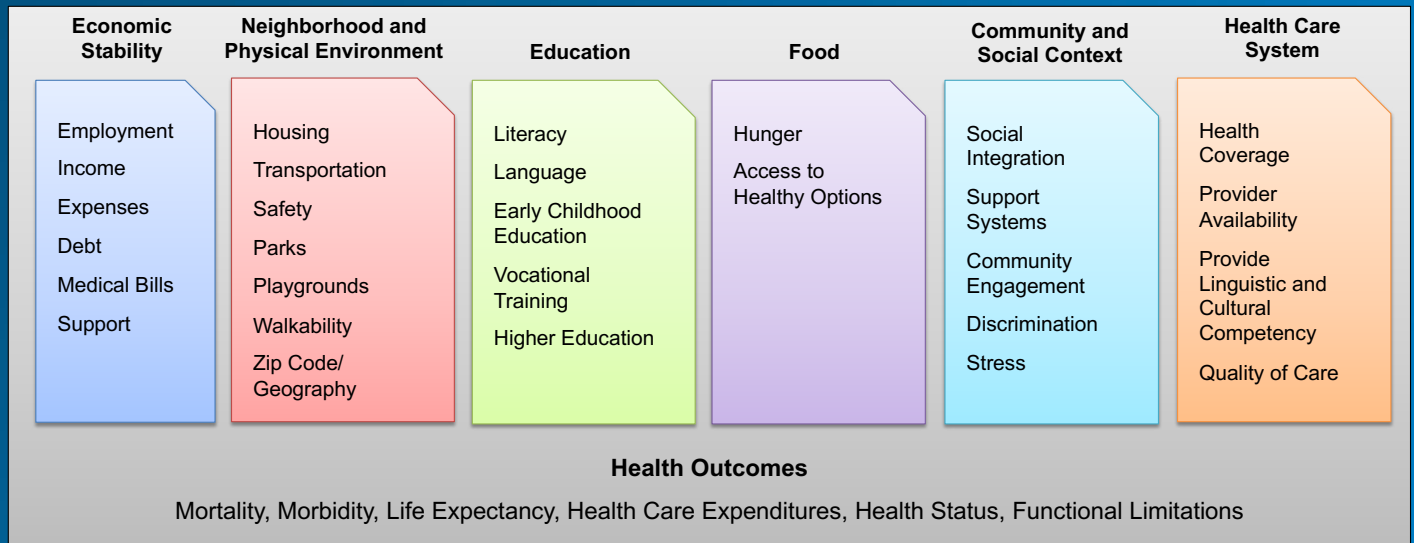 Economic
Stability
Employment
Income
Expenses
Debt
Medical Bills
Support
Neighborhood and
Physical Environment
Housing
Transportation
Safety
Parks
Playgrounds
Walkability
Zip Code/
Geography
Education
Literacy
Language
Early Childhood
Education
Vocational
Training
Higher Education
Food
Hunger
Access to
Healthy Options
Community and
Social Context
Social
Integration
Support
Systems
Community
Engagement
Discrimination
Stress
Health Care
System
Health
Coverage
Provider
Availability
Provide
Linguistic and
Cultural
Competency
Quality of Care
Health Outcomes
Mortality, Morbidity, Life Expectancy, Health Care Expenditures, Health Status, Functional Limitations